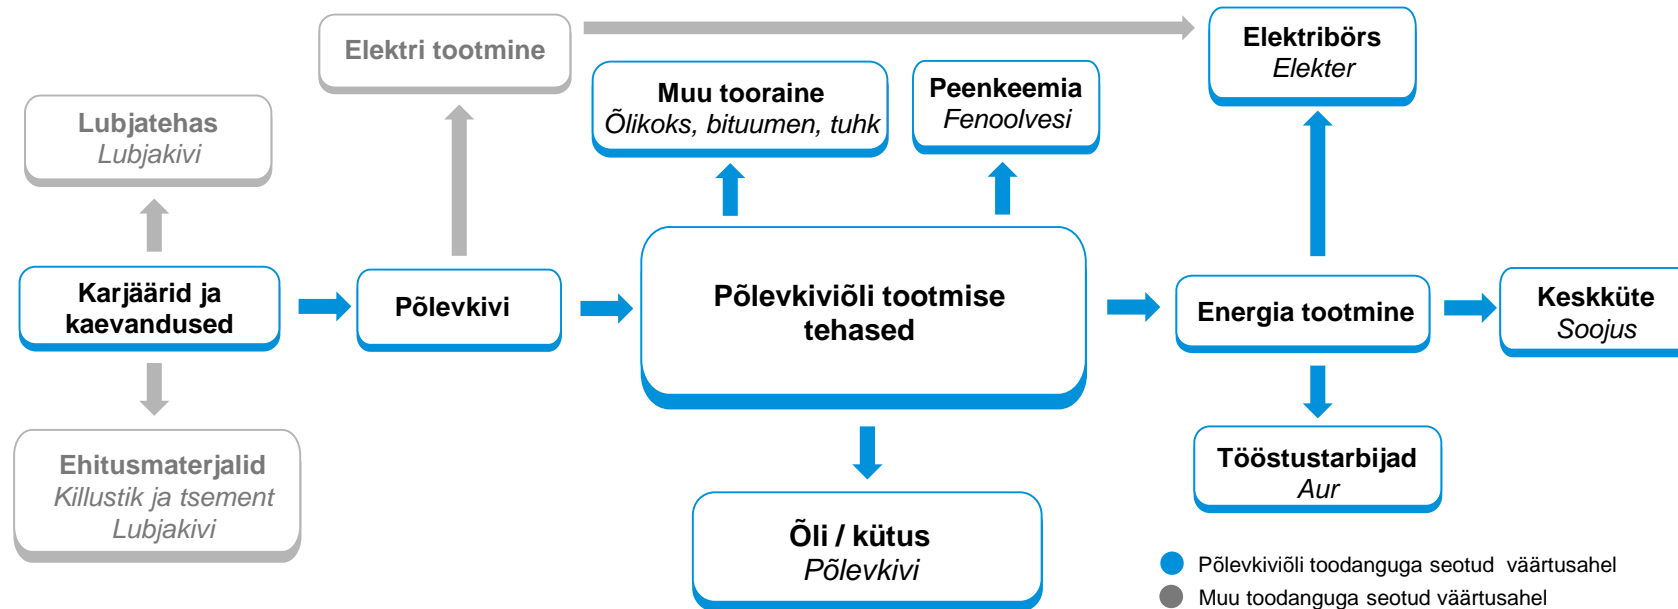 Elektri tootmine
Elektribörs
Elekter
Muu tooraine
Õlikoks, bituumen, tuhk
Peenkeemia
Fenoolvesi
Lubjatehas
Lubjakivi
Karjäärid ja
kaevandused
Põlevkivi
Põlevkiviõli tootmise
tehased
Energia tootmine
Keskküte
Soojus
Ehitusmaterjalid
Killustik ja tsement
Lubjakivi
Õli / kütus
Põlevkivi
Tööstustarbijad
Aur
Põlevkiviõli toodanguga seotud väärtusahel
Muu toodanguga seotud väärtusahel